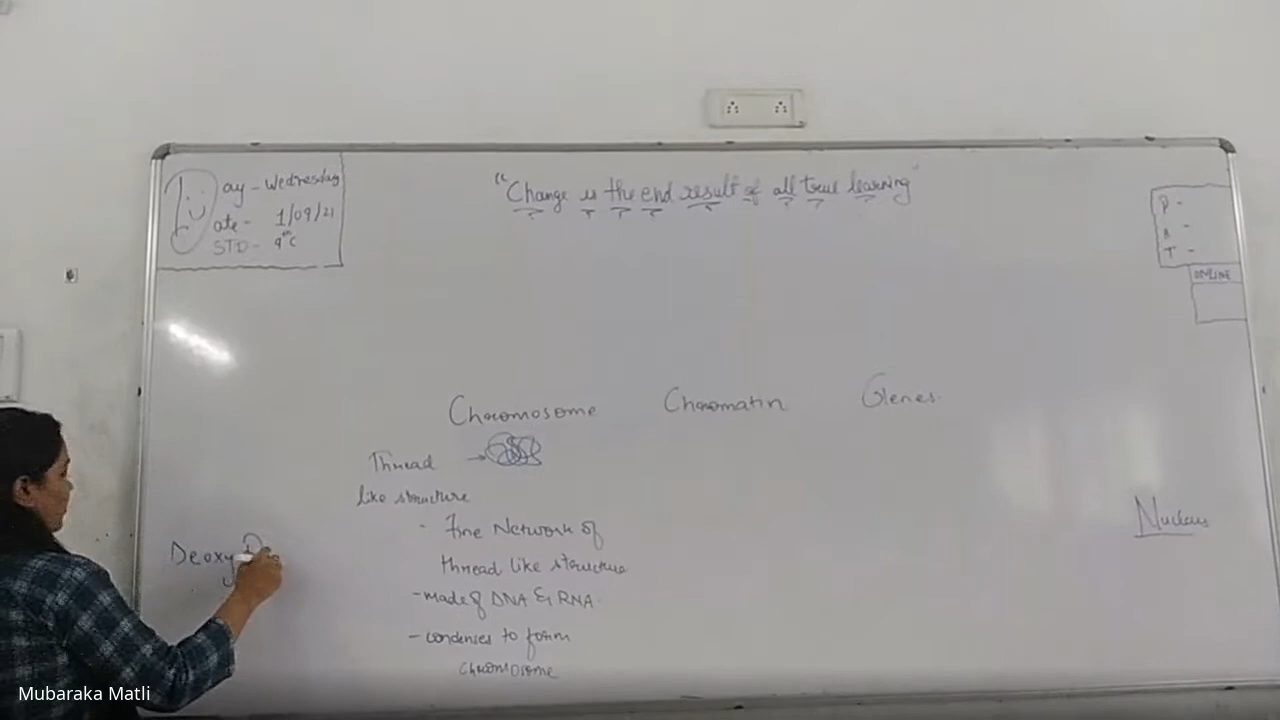 Day - Wednesday
Date - 1/09/21
STD - 9th C
"Change is the end result of all true learning"
P -
A -
T -
ONLINE
Chromosome Chromatin Genes
Thread
like structure
Fine Network of
thread like structure
- made of DNA & RNA
- condenses to form
chromosome
Deoxy
Nucleus
Mubaraka Matli